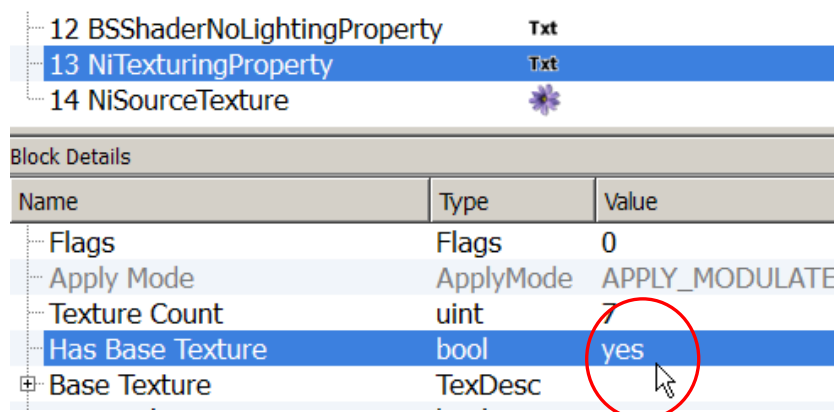 12 BSShaderNoLightingProperty Txt
13 NiTexturingProperty Txt
14 NiSourceTexture
Block Details
Name Type Value
Flags Flags 0
Apply Mode ApplyMode APPLY_MODULATE
Texture Count uint 7
Has Base Texture bool yes
Base Texture TexDesc